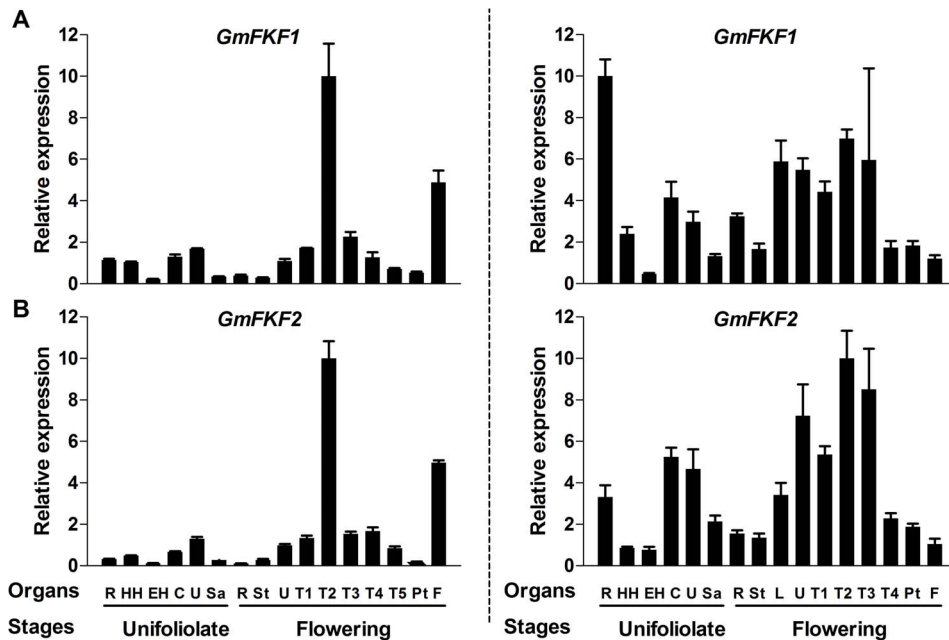 A
GmFKF1
GmFKF1
12
10
8
6
4
2
0
Relative expression
12
10
8
6
4
2
0
Relative expression
B
GmFKF2
GmFKF2
12
10
8
6
4
2
0
Relative expression
12
10
8
6
4
2
0
Relative expression
Organs R HH EH C U Sa R St U T1 T2 T3 T4 T5 Pt F
Stages Unifoliolate Flowering
Organs R HH EH C U Sa R St L U T1 T2 T3 T4 Pt F
Stages Unifoliolate Flowering